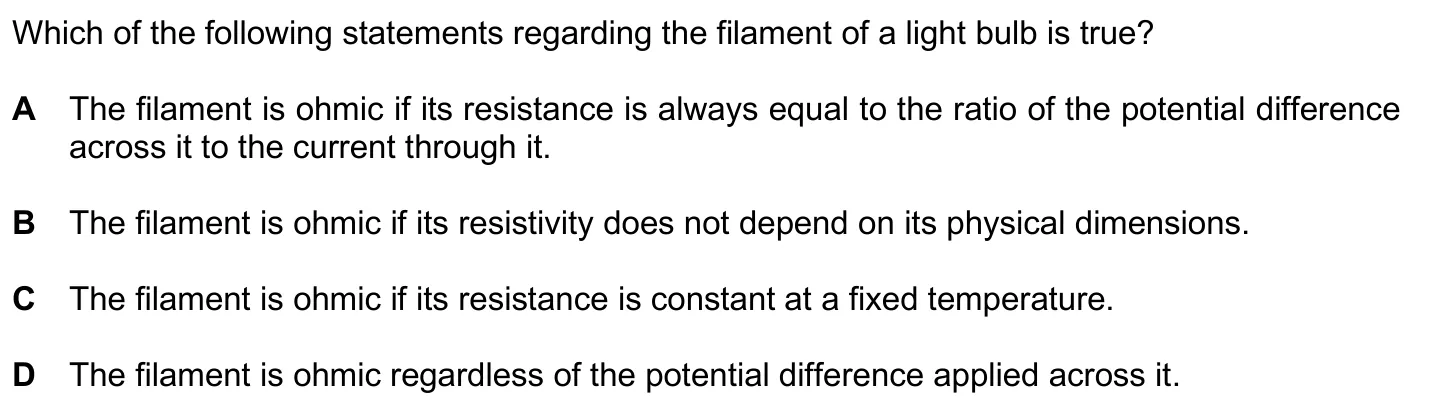 Which of the following statements regarding the filament of a light bulb is true?
A The filament is ohmic if its resistance is always equal to the ratio of the potential difference
across it to the current through it.
B The filament is ohmic if its resistivity does not depend on its physical dimensions.
C The filament is ohmic if its resistance is constant at a fixed temperature.
D The filament is ohmic regardless of the potential difference applied across it.